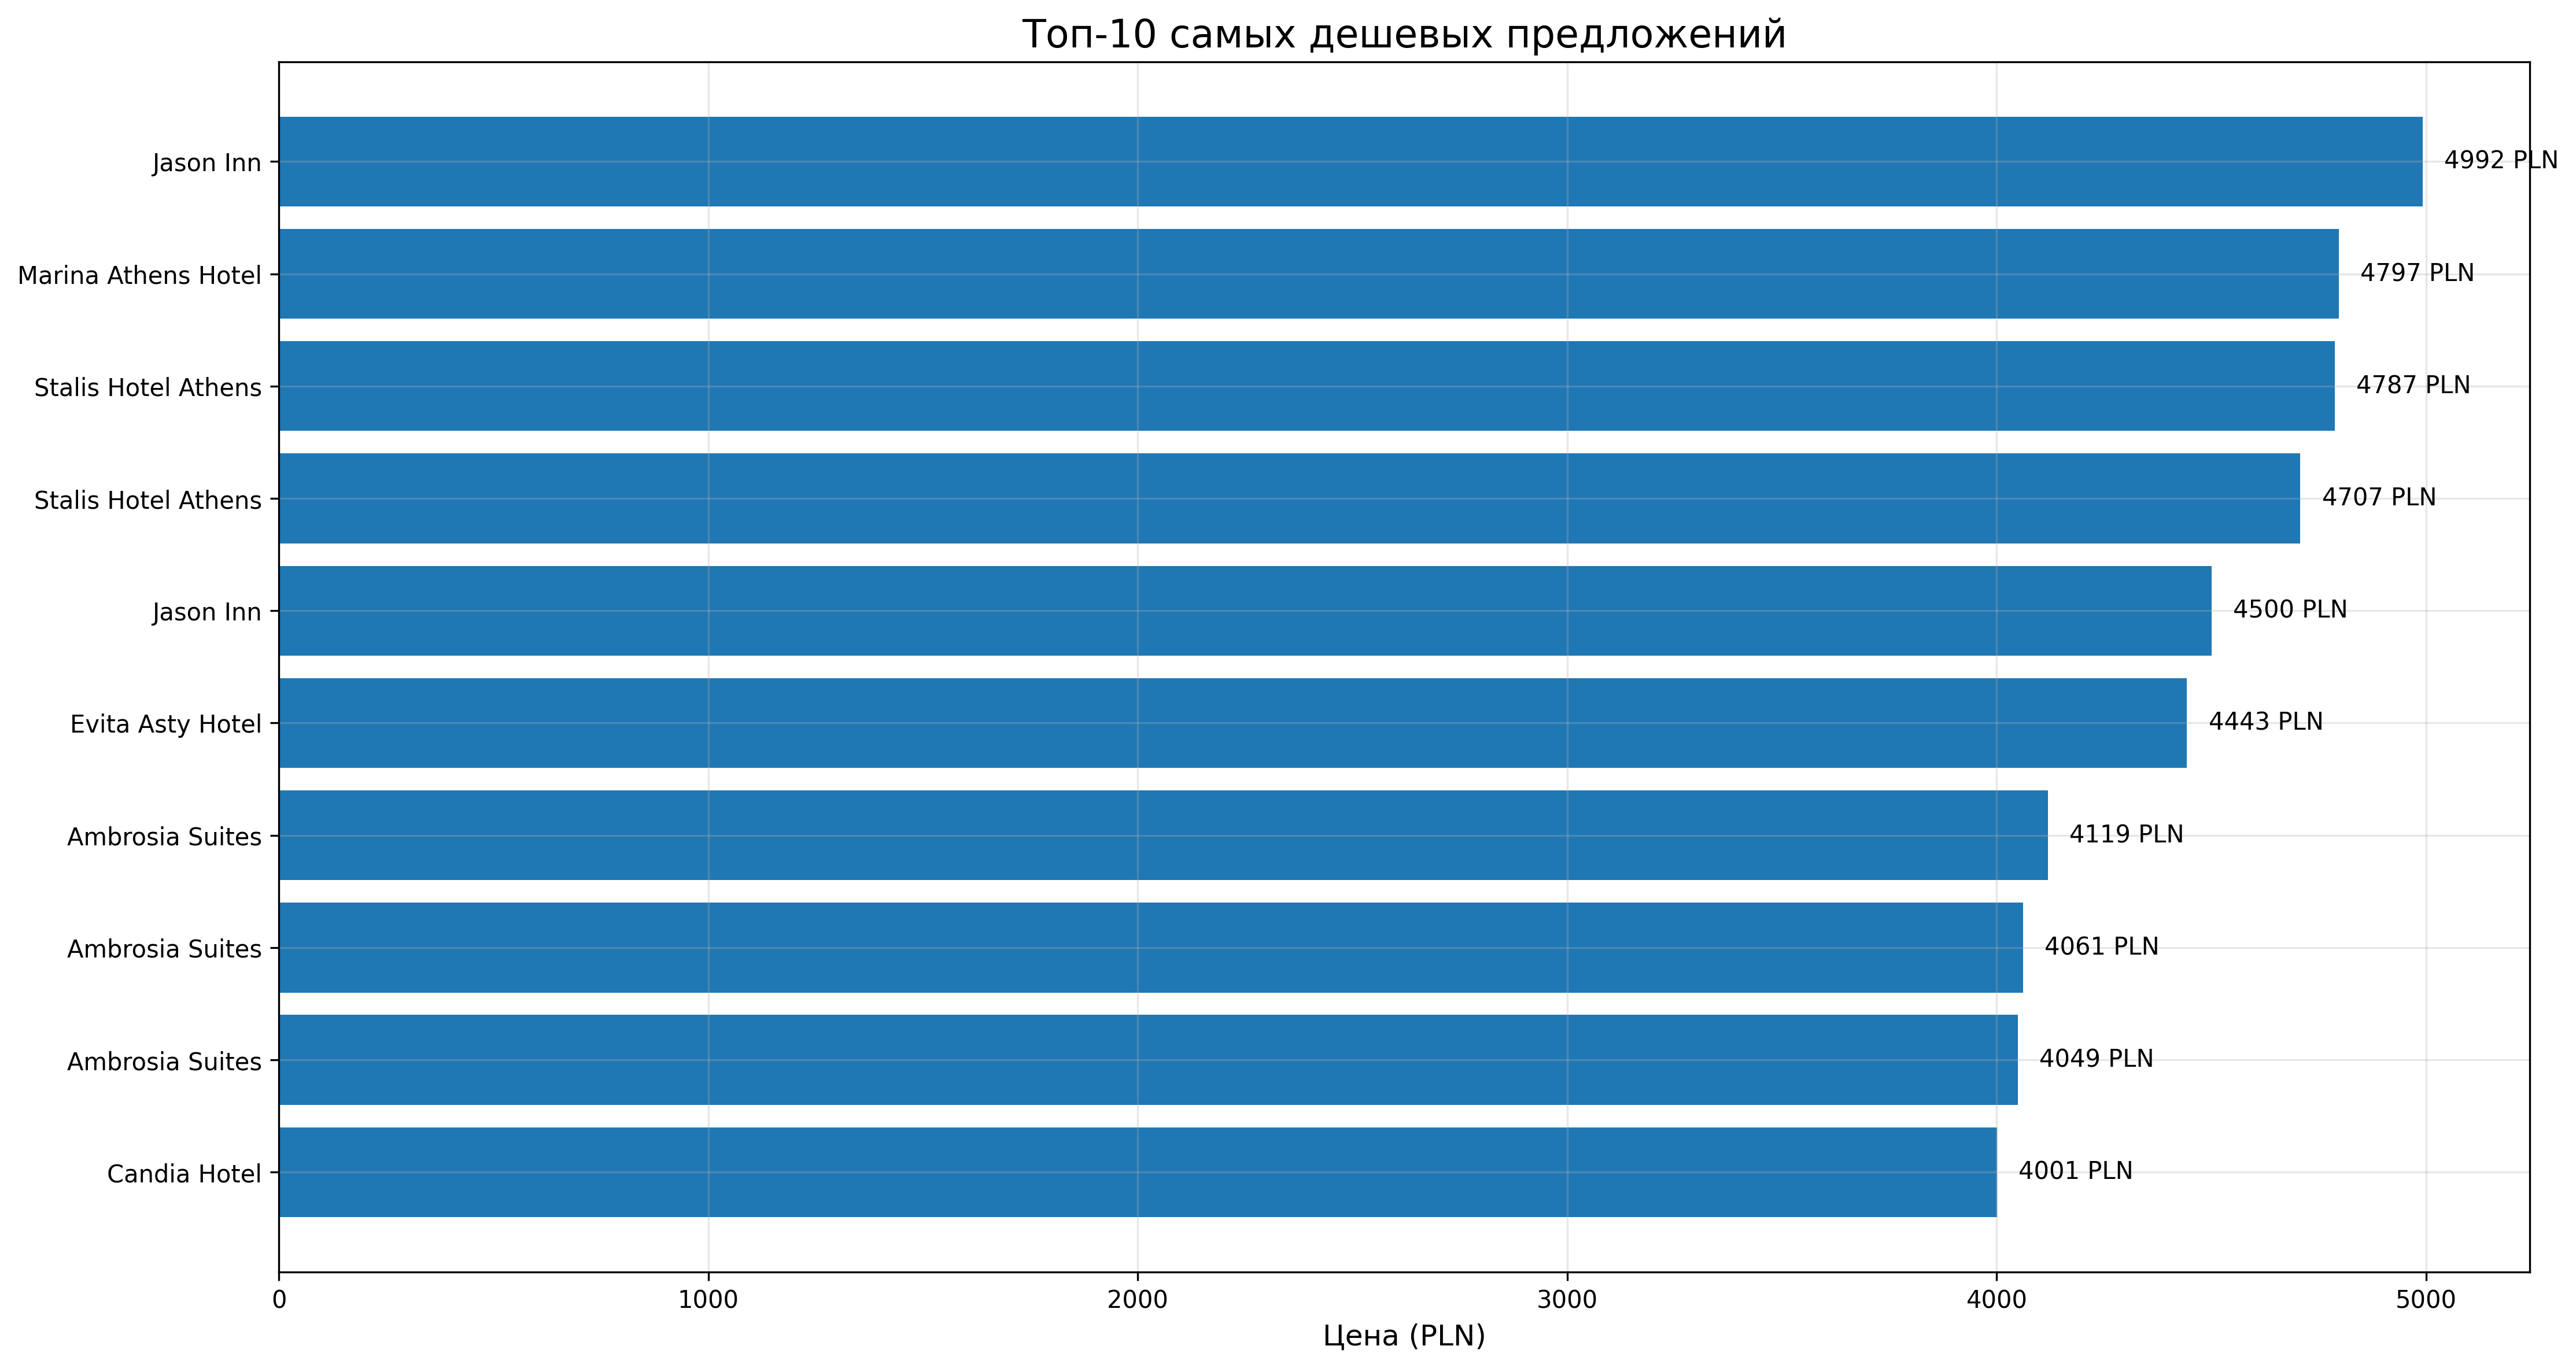 Топ-10 самых дешевых предложений
Jason Inn
4992 PLN
Marina Athens Hotel
4797 PLN
Stalis Hotel Athens
4787 PLN
Stalis Hotel Athens
4707 PLN
Jason Inn
4500 PLN
Evita Asty Hotel
4443 PLN
Ambrosia Suites
4119 PLN
Ambrosia Suites
4061 PLN
Ambrosia Suites
4049 PLN
Candia Hotel
4001 PLN
0 1000 2000 3000 4000 5000
Цена (PLN)